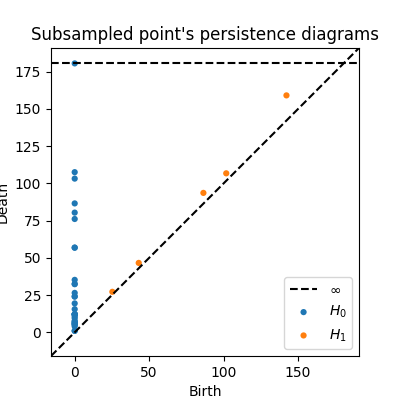 Subsampled point's persistence diagrams
175
150
125
100
75
50
25
0
Death
0 50 100 150
Birth
∞
H₀
H₁